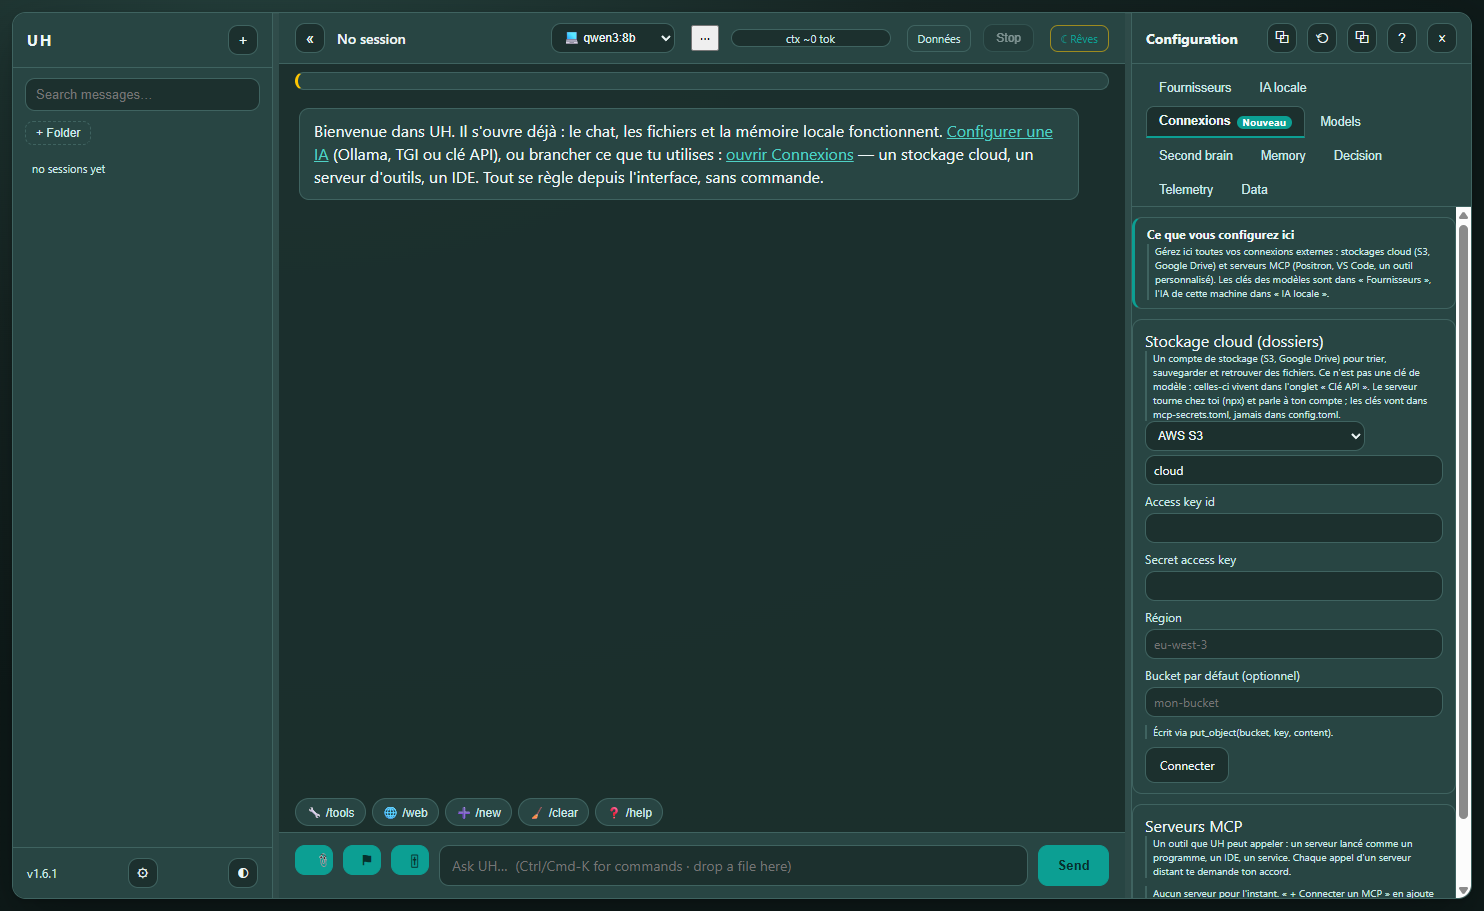 UH
+
Search messages...
+ Folder
no sessions yet
v1.6.1
«
No session
qwen3:8b
...
ctx ~0 tok
Données
Stop
Rêves
Bienvenue dans UH. Il s'ouvre déjà : le chat, les fichiers et la mémoire locale fonctionnent. Configurer une
IA (Ollama, TGI ou clé API), ou brancher ce que tu utilises : ouvrir Connexions — un stockage cloud, un
serveur d'outils, un IDE. Tout se règle depuis l'interface, sans commande.
/tools
/web
/new
/clear
/help
Ask UH... (Ctrl/Cmd-K for commands · drop a file here)
Send
Configuration
?
x
Fournisseurs
IA locale
Connexions Nouveau
Models
Second brain
Memory
Decision
Telemetry
Data
Ce que vous configurez ici
Gérez ici toutes vos connexions externes : stockages cloud (S3,
Google Drive) et serveurs MCP (Positron, VS Code, un outil
personnalisé). Les clés des modèles sont dans « Fournisseurs »,
l'IA de cette machine dans « IA locale ».
Stockage cloud (dossiers)
Un compte de stockage (S3, Google Drive) pour trier,
sauvegarder et retrouver des fichiers. Ce n'est pas une clé de
modèle : celles-ci vivent dans l'onglet « Clé API ». Le serveur
tourne chez toi (npx) et parle à ton compte ; les clés vont dans
mcp-secrets.toml, jamais dans config.toml.
AWS S3
cloud
Access key id
Secret access key
Région
eu-west-3
Bucket par défaut (optionnel)
mon-bucket
Écrit via put_object(bucket, key, content).
Connecter
Serveurs MCP
Un outil que UH peut appeler : un serveur lancé comme un
programme, un IDE, un service. Chaque appel d'un serveur
distant te demande ton accord.
Aucun serveur pour l'instant. « + Connecter un MCP » en ajoute